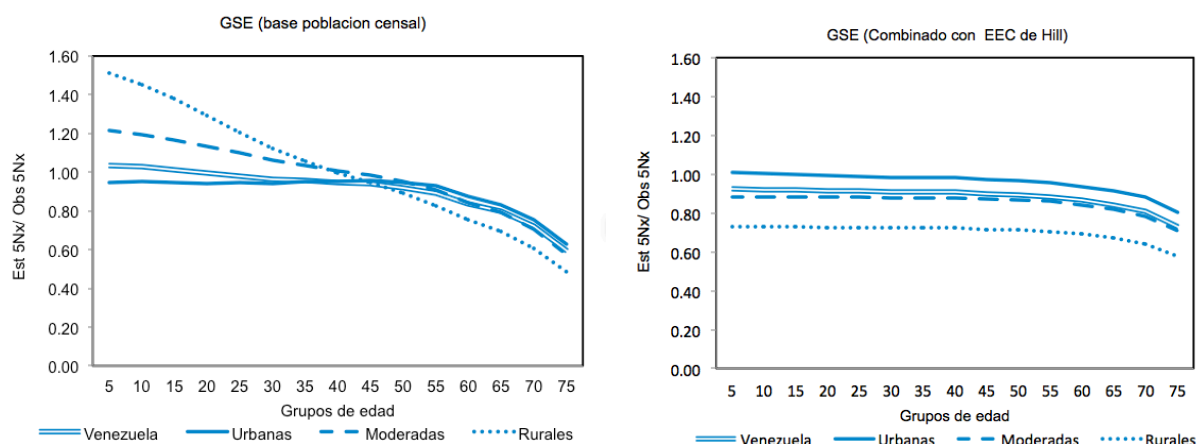 GSE (base poblacion censal)
1.60
1.40
1.20
1.00
0.80
0.60
0.40
0.20
0.00
Est 5Nx/ Obs 5Nx
5 10 15 20 25 30 35 40 45 50 55 60 65 70 75
Grupos de edad
Venezuela Urbanas Moderadas Rurales
GSE (Combinado con EEC de Hill)
1.60
1.40
1.20
1.00
0.80
0.60
0.40
0.20
0.00
Est 5Nx/ Obs 5Nx
5 10 15 20 25 30 35 40 45 50 55 60 65 70 75
Grupos de edad
Venezuela Urbanas Moderadas Rurales